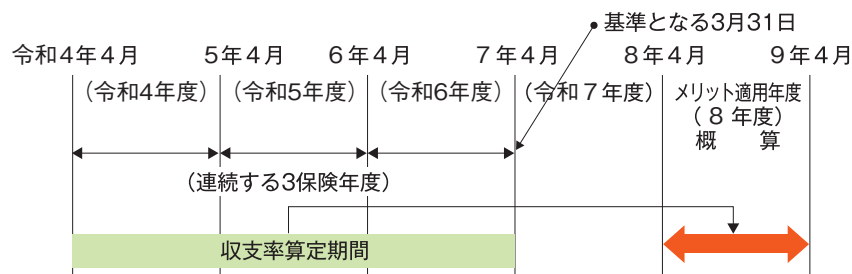 基準となる3月31日
令和4年4月 5年4月 6年4月 7年4月 8年4月 9年4月
(令和4年度) (令和5年度) (令和6年度) (令和7年度) メリット適用年度
(8年度)
概　算
(連続する3保険年度)
収支率算定期間